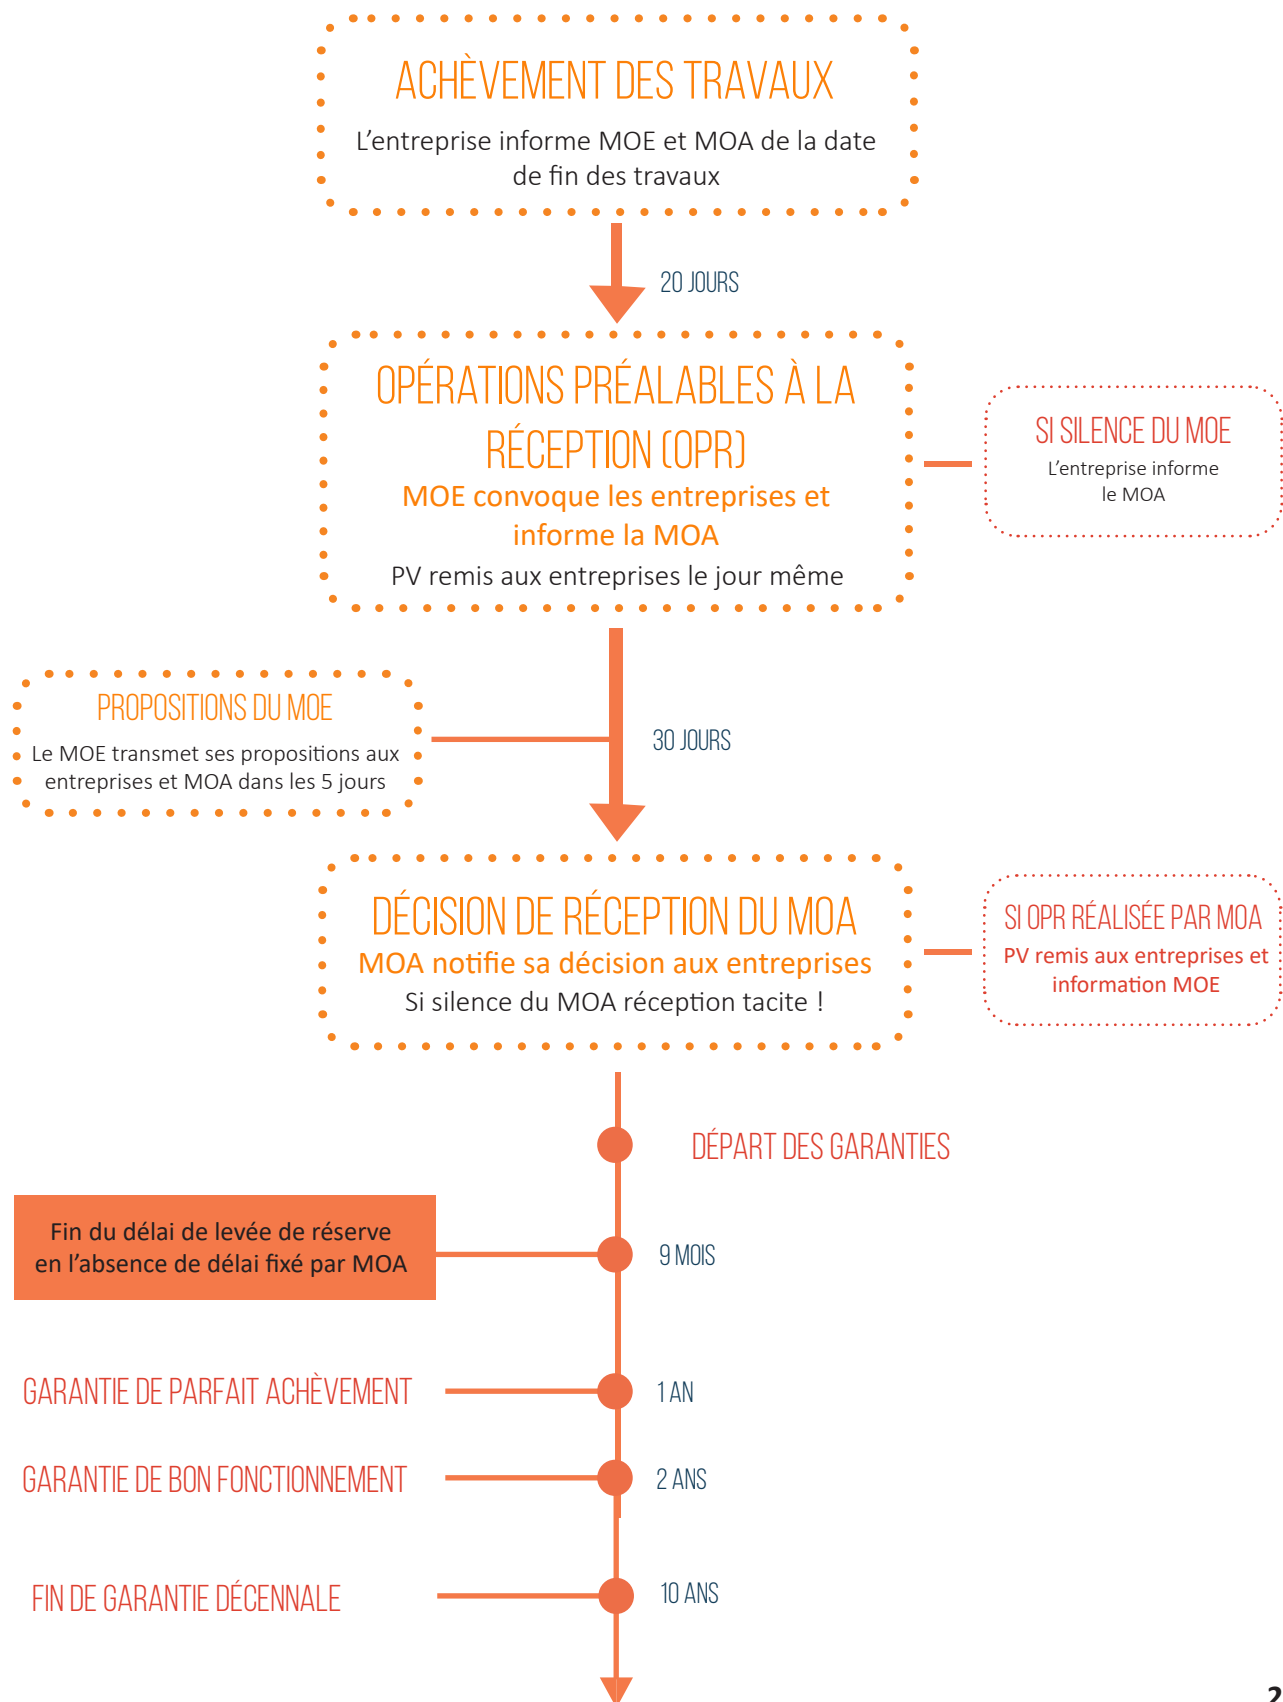 ACHÈVEMENT DES TRAVAUX
L'entreprise informe MOE et MOA de la date
de fin des travaux
20 JOURS
OPÉRATIONS PRÉALABLES À LA
RÉCEPTION (OPR)
MOE convoque les entreprises et
informe la MOA
PV remis aux entreprises le jour même
SI SILENCE DU MOE
L'entreprise informe
le MOA
PROPOSITIONS DU MOE
Le MOE transmet ses propositions aux
entreprises et MOA dans les 5 jours
30 JOURS
DÉCISION DE RÉCEPTION DU MOA
MOA notifie sa décision aux entreprises
Si silence du MOA réception tacite !
SI OPR RÉALISÉE PAR MOA
PV remis aux entreprises et
information MOE
DÉPART DES GARANTIES
Fin du délai de levée de réserve
en l'absence de délai fixé par MOA
9 MOIS
GARANTIE DE PARFAIT ACHÈVEMENT
1 AN
GARANTIE DE BON FONCTIONNEMENT
2 ANS
FIN DE GARANTIE DÉCENNALE
10 ANS
2